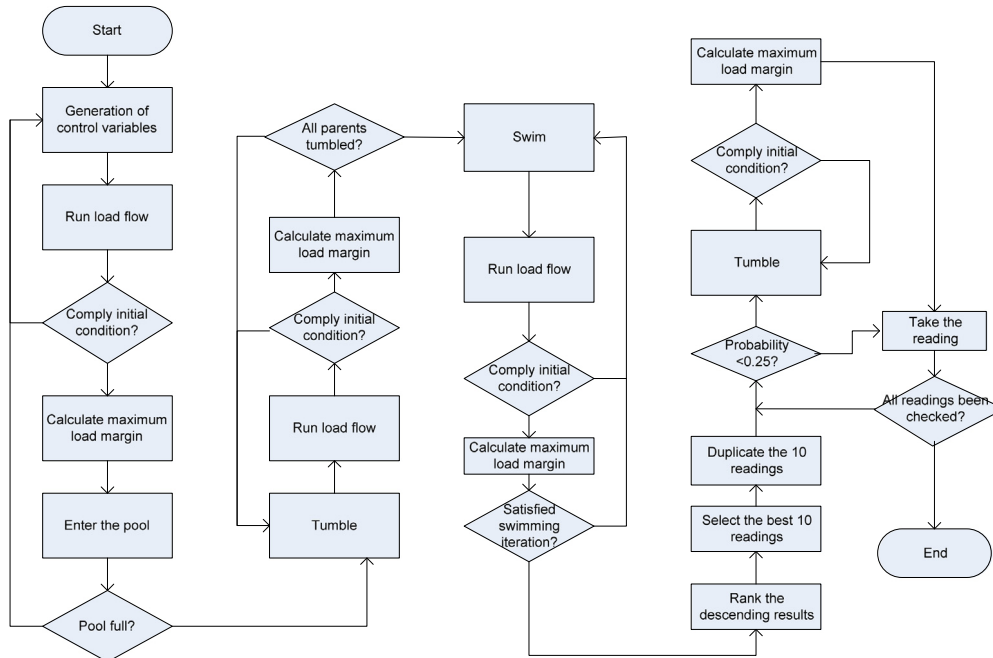 Start
Generation of
control variables
Run load flow
Comply initial
condition?
Calculate maximum
load margin
Enter the pool
Pool full?
All parents
tumbled?
Calculate maximum
load margin
Comply initial
condition?
Run load flow
Tumble
Swim
Run load flow
Comply initial
condition?
Calculate maximum
load margin
Satisfied
swimming
iteration?
Calculate maximum
load margin
Comply initial
condition?
Tumble
Probability
<0.25?
Duplicate the 10
readings
Select the best 10
readings
Rank the
descending results
Take the
reading
All readings been
checked?
End